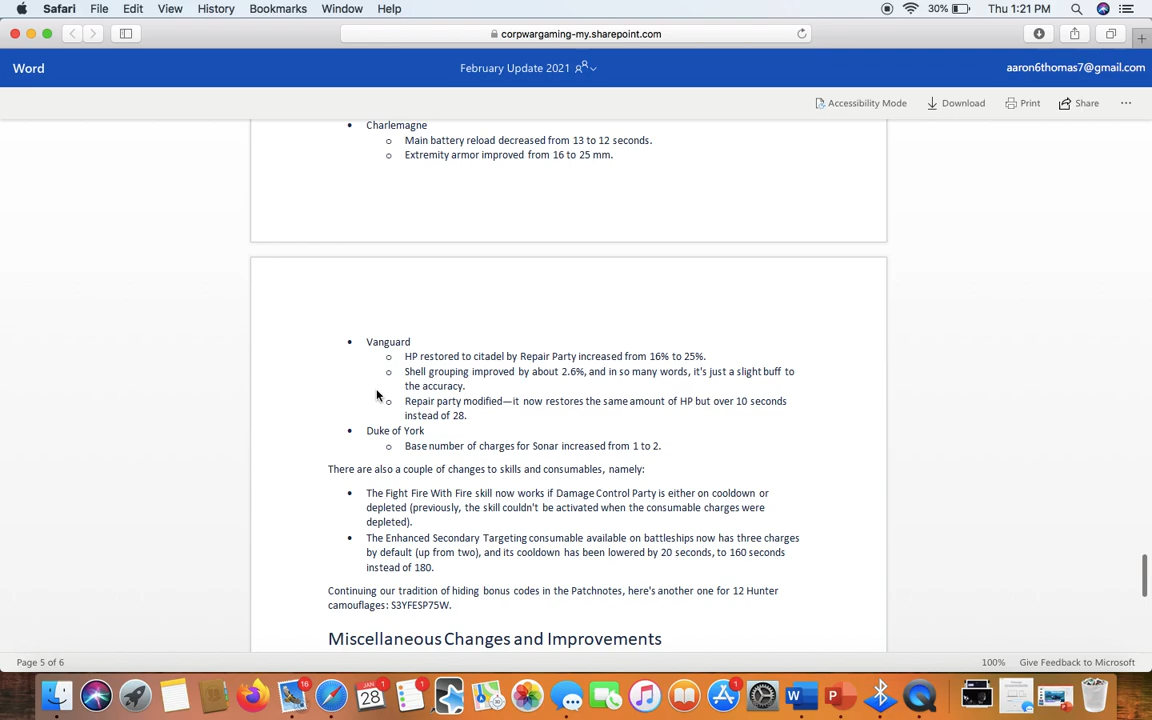 Safari File Edit View History Bookmarks Window Help 30% Thu 1:21 PM
corpwargaming-my.sharepoint.com
Word February Update 2021 aaron6thomas7@gmail.com
Accessibility Mode Download Print Share ...
• Charlemagne
o Main battery reload decreased from 13 to 12 seconds.
o Extremity armor improved from 16 to 25 mm.
• Vanguard
o HP restored to citadel by Repair Party increased from 16% to 25%.
o Shell grouping improved by about 2.6%, and in so many words, it's just a slight buff to
the accuracy.
o Repair party modified—it now restores the same amount of HP but over 10 seconds
instead of 28.
• Duke of York
o Base number of charges for Sonar increased from 1 to 2.
There are also a couple of changes to skills and consumables, namely:
• The Fight Fire With Fire skill now works if Damage Control Party is either on cooldown or
depleted (previously, the skill couldn't be activated when the consumable charges were
depleted).
• The Enhanced Secondary Targeting consumable available on battleships now has three charges
by default (up from two), and its cooldown has been lowered by 20 seconds, to 160 seconds
instead of 180.
Continuing our tradition of hiding bonus codes in the Patchnotes, here's another one for 12 Hunter
camouflages: S3YFESP75W.
Miscellaneous Changes and Improvements
Page 5 of 6 100% Give Feedback to Microsoft
16 JAN 28 1 1 1 W P